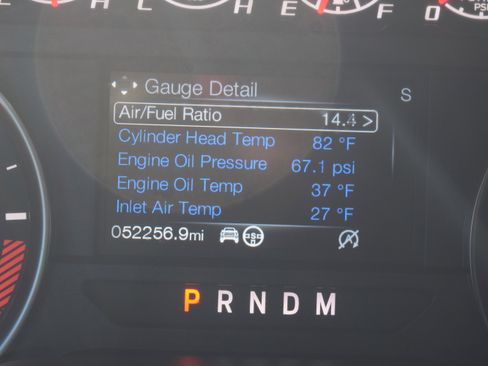 L H E F O
PSI
Gauge Detail
S
Air/Fuel Ratio 14.4 >
Cylinder Head Temp 82 °F
Engine Oil Pressure 67.1 psi
Engine Oil Temp 37 °F
Inlet Air Temp 27 °F
052256.9mi
P R N D M